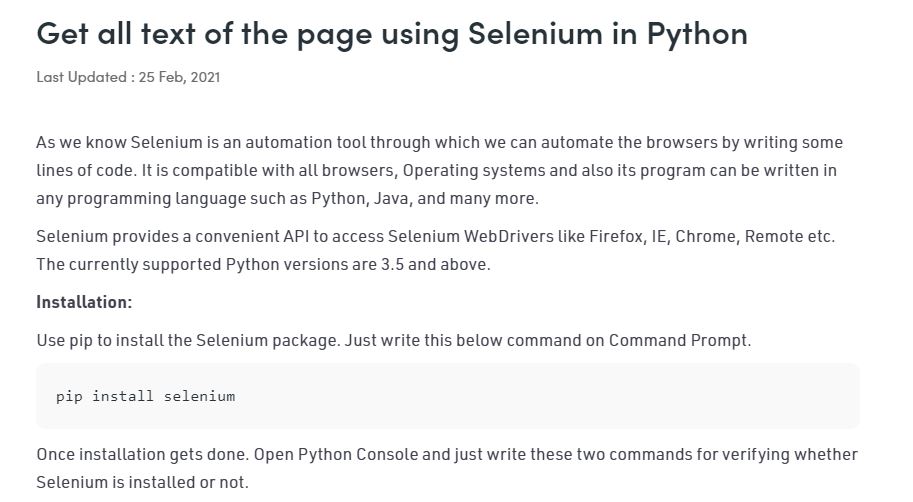 Get all text of the page using Selenium in Python
Last Updated : 25 Feb, 2021
As we know Selenium is an automation tool through which we can automate the browsers by writing some
lines of code. It is compatible with all browsers, Operating systems and also its program can be written in
any programming language such as Python, Java, and many more.
Selenium provides a convenient API to access Selenium WebDrivers like Firefox, IE, Chrome, Remote etc.
The currently supported Python versions are 3.5 and above.
Installation:
Use pip to install the Selenium package. Just write this below command on Command Prompt.
pip install selenium
Once installation gets done. Open Python Console and just write these two commands for verifying whether
Selenium is installed or not.